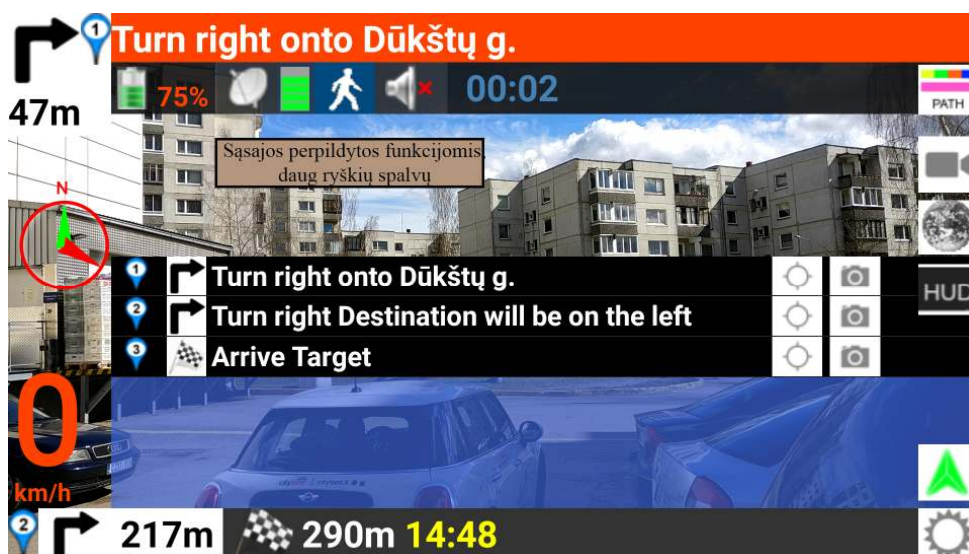 Turn right onto Dūkštų g.
1
47m
75%
00:02
PATH
Sąsajos perpildytos funkcijomis,
daug ryškių spalvų
N
1 Turn right onto Dūkštų g.
HUD
2 Turn right Destination will be on the left
3 Arrive Target
0
km/h
2 217m 290m 14:48